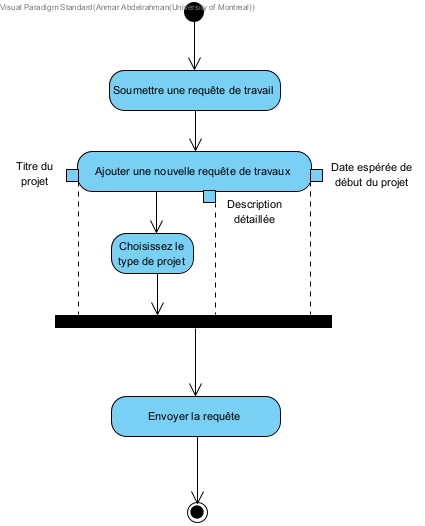 Visual Paradigm Standard(Anmar Abdelrahman(University of Montreal))
Soumettre une requête de travail
Ajouter une nouvelle requête de travaux
Titre du
projet
Date espérée de
début du projet
Description
détaillée
Choisissez le
type de projet
Envoyer la requête